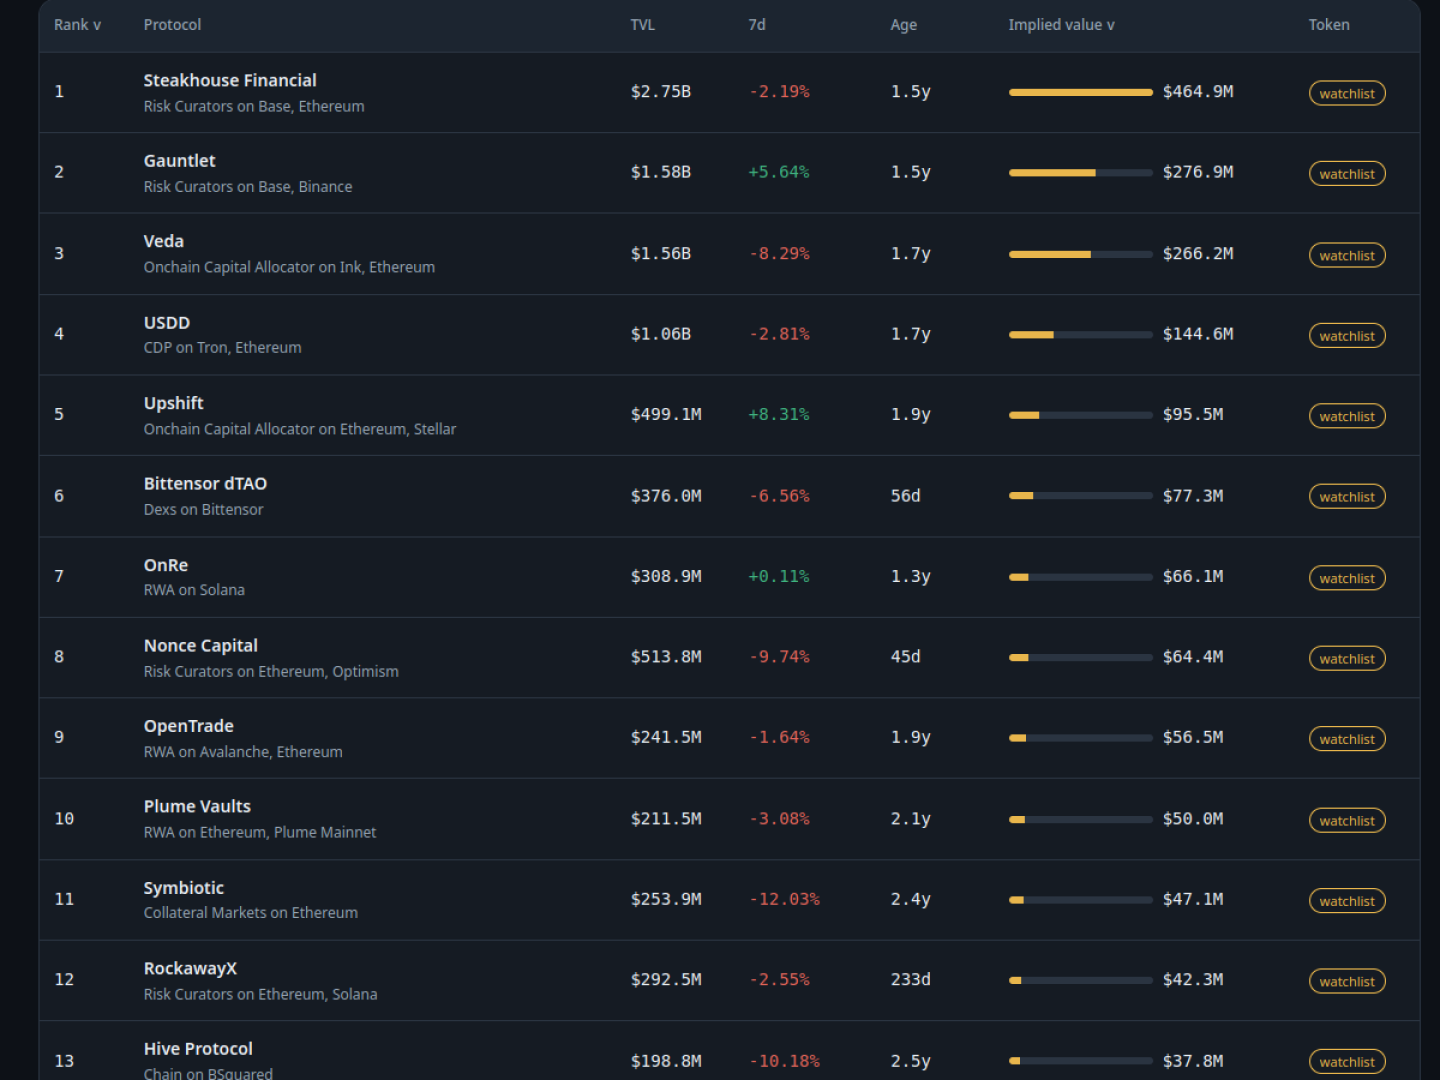 Rank v Protocol TVL 7d Age Implied value v Token
Steakhouse Financial
1 $2.75B -2.19% 1.5y $464.9M watchlist
Risk Curators on Base, Ethereum
Gauntlet
2 $1.58B +5.64% 1.5y $276.9M watchlist
Risk Curators on Base, Binance
Veda
3 $1.56B -8.29% 1.7y $266.2M watchlist
Onchain Capital Allocator on Ink, Ethereum
USDD
4 $1.06B -2.81% 1.7y $144.6M watchlist
CDP on Tron, Ethereum
Upshift
5 $499.1M +8.31% 1.9y $95.5M watchlist
Onchain Capital Allocator on Ethereum, Stellar
Bittensor dTAO
6 $376.0M -6.56% 56d $77.3M watchlist
Dexs on Bittensor
OnRe
7 $308.9M +0.11% 1.3y $66.1M watchlist
RWA on Solana
Nonce Capital
8 $513.8M -9.74% 45d $64.4M watchlist
Risk Curators on Ethereum, Optimism
OpenTrade
9 $241.5M -1.64% 1.9y $56.5M watchlist
RWA on Avalanche, Ethereum
Plume Vaults
10 $211.5M -3.08% 2.1y $50.0M watchlist
RWA on Ethereum, Plume Mainnet
Symbiotic
11 $253.9M -12.03% 2.4y $47.1M watchlist
Collateral Markets on Ethereum
RockawayX
12 $292.5M -2.55% 233d $42.3M watchlist
Risk Curators on Ethereum, Solana
Hive Protocol
13 $198.8M -10.18% 2.5y $37.8M watchlist
Chain on BSquared